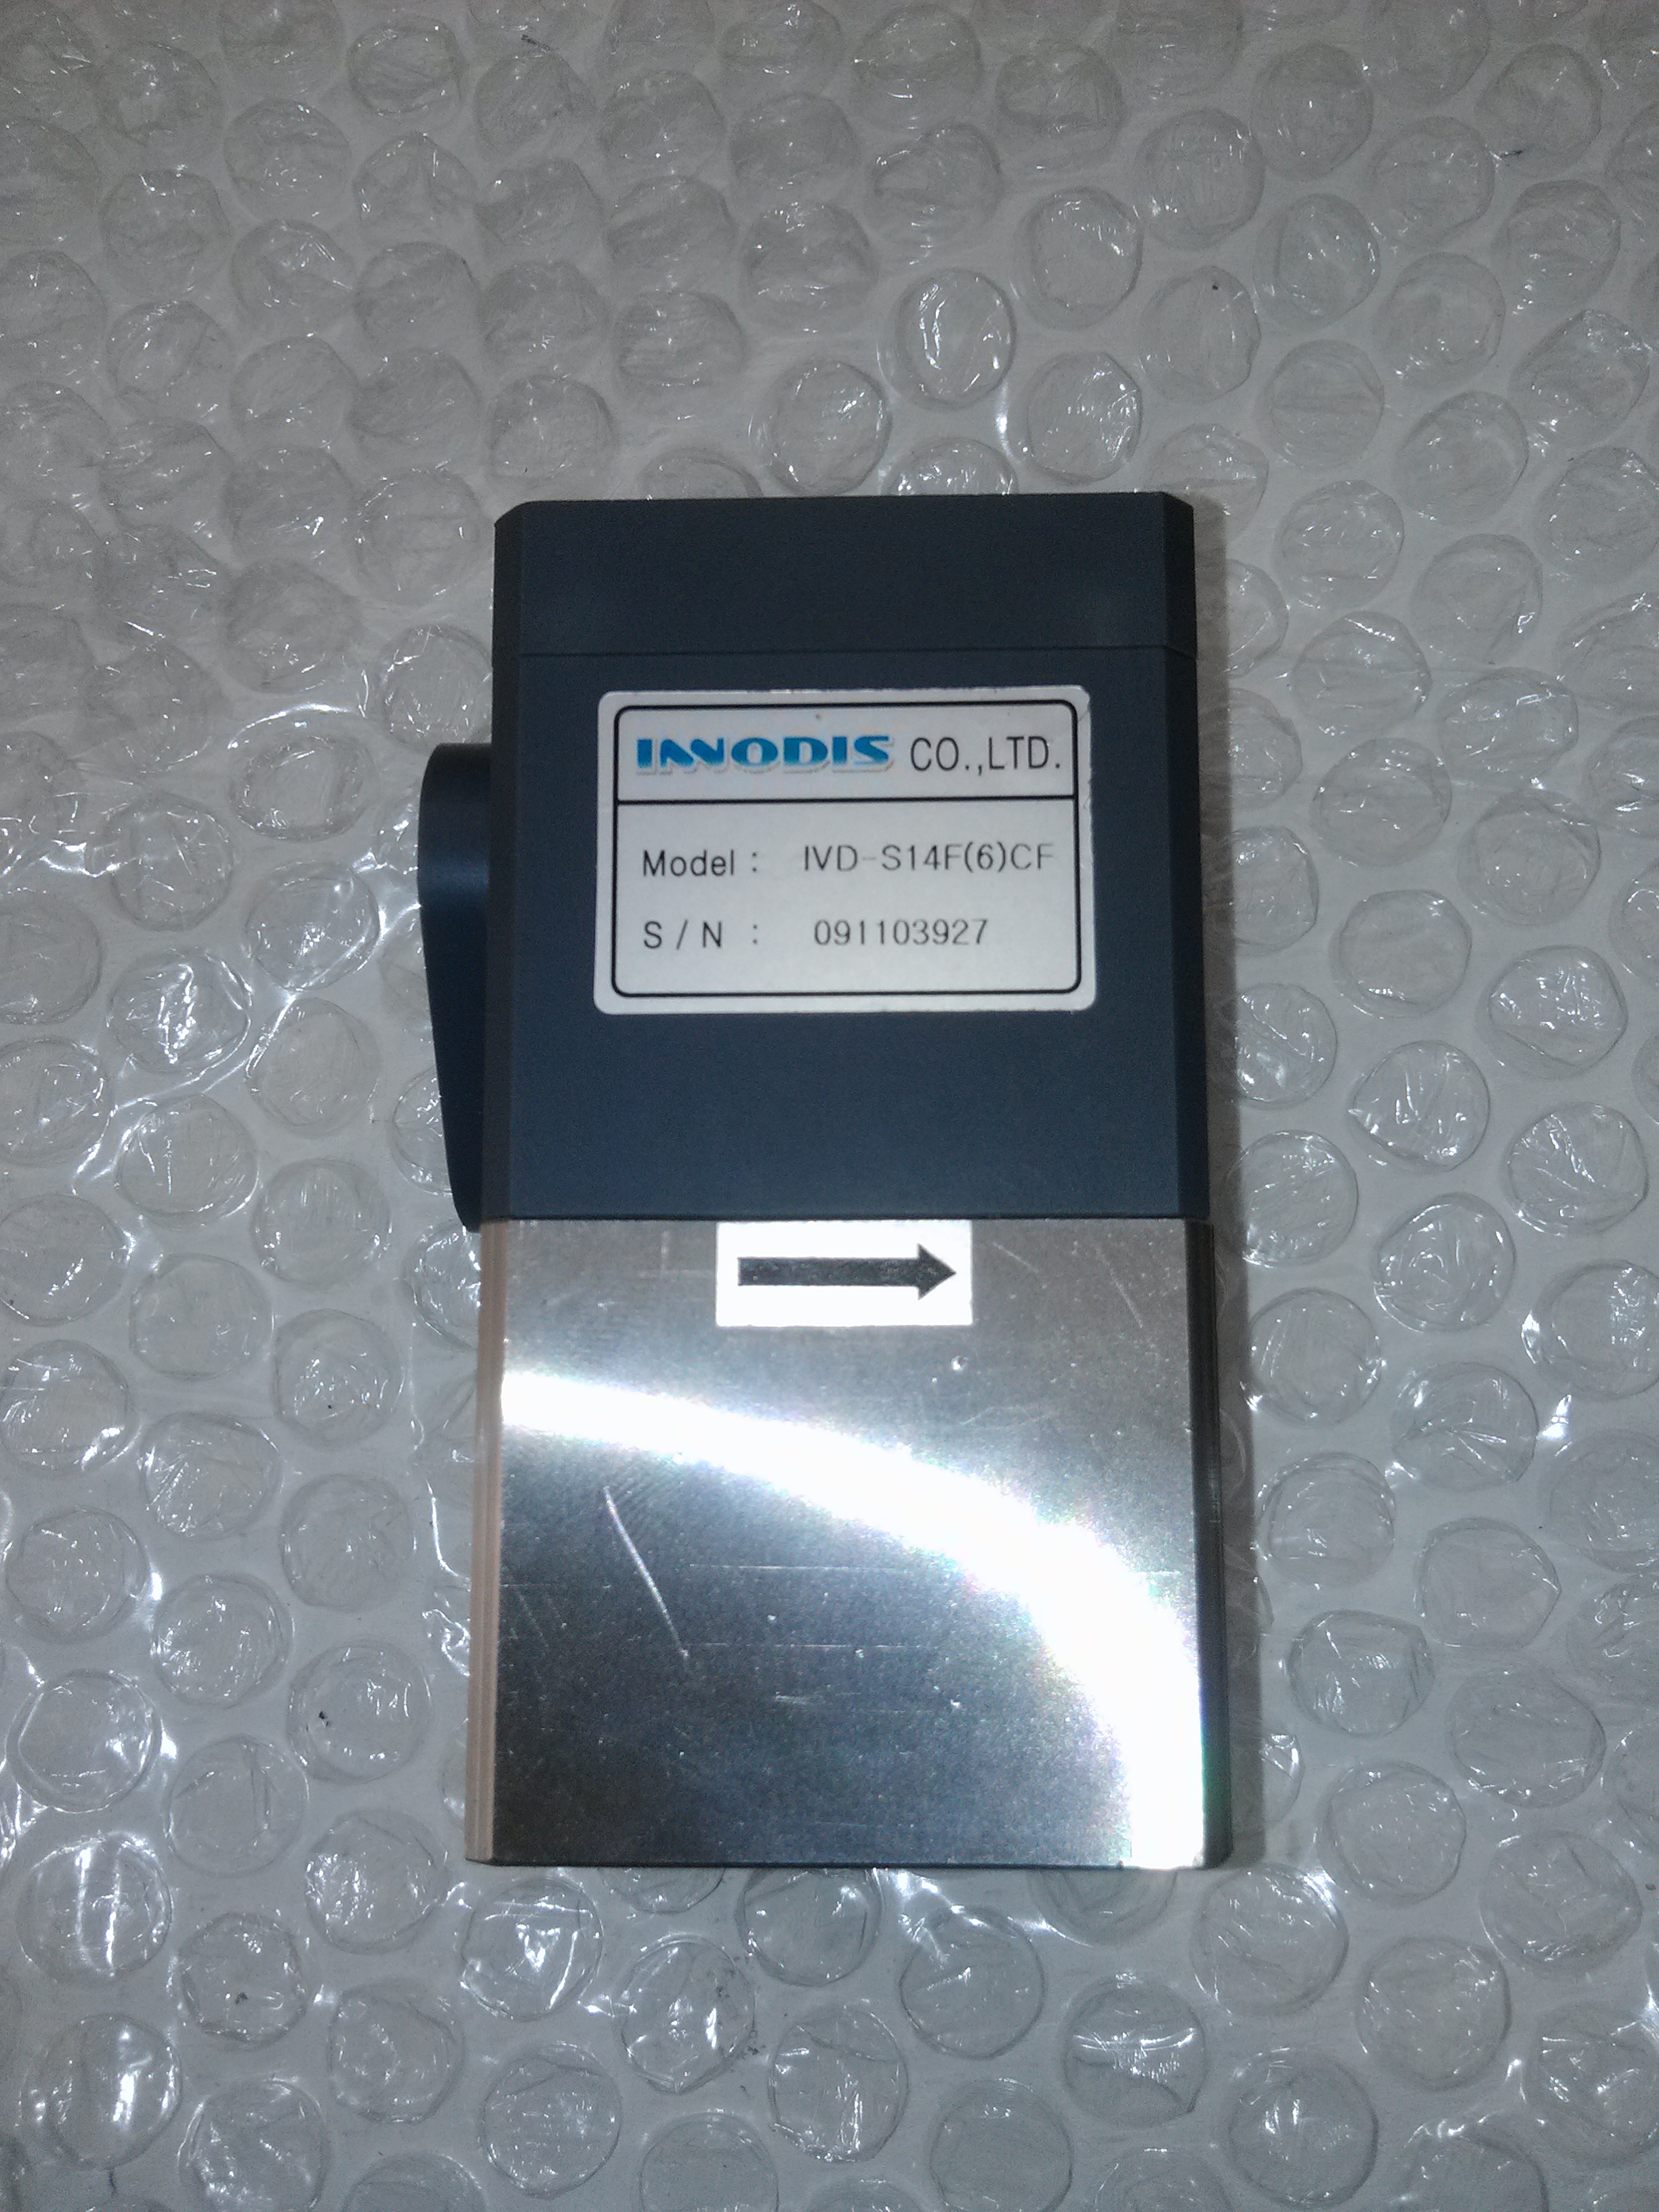 INNODIS CO.,LTD.
Model : IVD-S14F(6)CF
S/N : 091103927